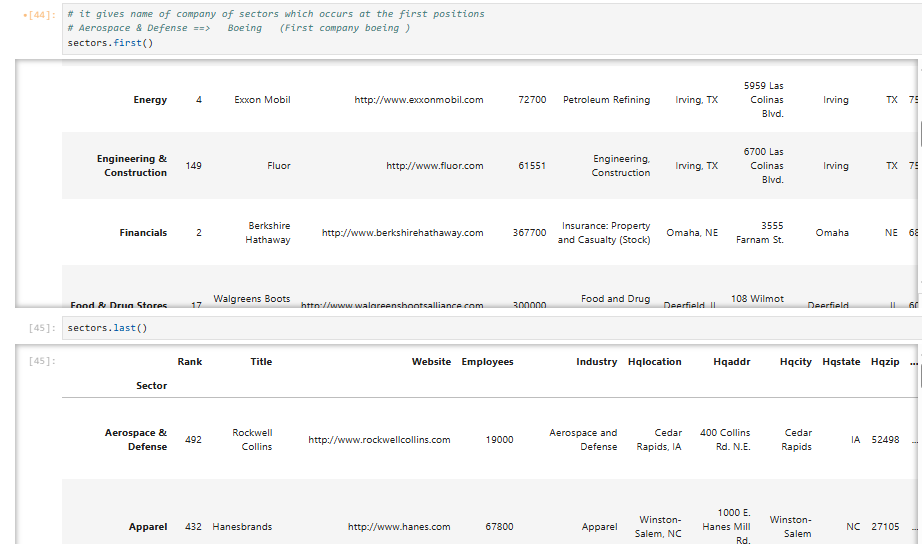 [44]:
# it gives name of company of sectors which occurs at the first positions
# Aerospace & Defense ==> Boeing (First company boeing )
sectors.first()
5959 Las
Energy 4 Exxon Mobil http://www.exxonmobil.com 72700 Petroleum Refining Irving, TX Colinas Irving TX 75
Blvd.
6700 Las
Engineering & Engineering,
149 Fluor http://www.fluor.com 61551 Irving, TX Colinas Irving TX 75
Construction Construction
Blvd.
Berkshire Insurance: Property 3555
Financials 2 http://www.berkshirehathaway.com 367700 Omaha, NE Omaha NE 68
Hathaway and Casualty (Stock) Farnam St.
Walgreens Boots Food and Drug 108 Wilmot
Food & Drug Stores 17 http://www.walgreensbootsalliance.com 300000 Deerfield, IL Deerfield IL 60
[45]: sectors.last()
[45]:
Rank Title Website Employees Industry Hqlocation Hqaddr Hqcity Hqstate Hqzip ...
Sector
Aerospace & Rockwell Aerospace and Cedar 400 Collins Cedar
492 http://www.rockwellcollins.com 19000 IA 52498 ...
Defense Collins Defense Rapids, IA Rd. N.E. Rapids
1000 E.
Winston- Winston-
Apparel 432 Hanesbrands http://www.hanes.com 67800 Apparel Hanes Mill NC 27105 ...
Salem, NC Salem
Rd.